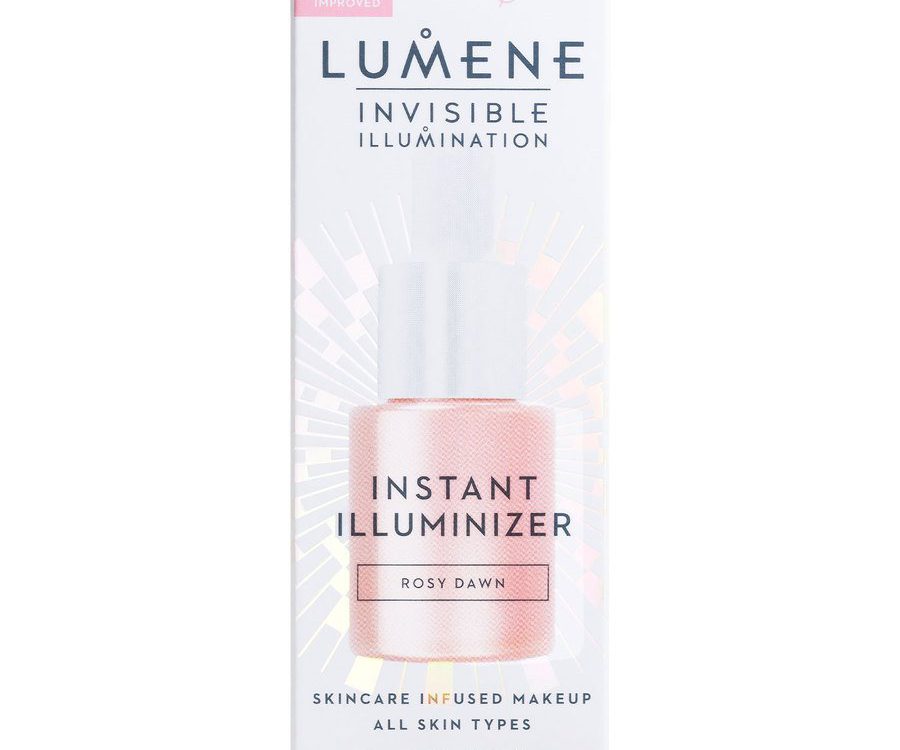 IMPROVED
LUMENE
INVISIBLE
ILLUMINATION
INSTANT
ILLUMINIZER
ROSY DAWN
SKINCARE INFUSED MAKEUP
ALL SKIN TYPES